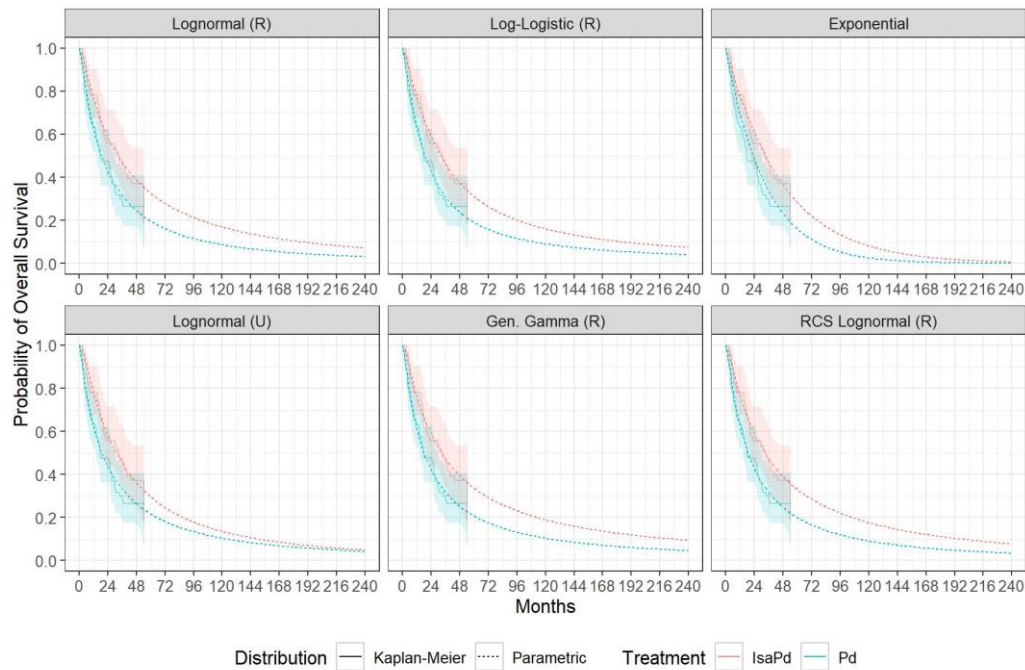 Lognormal (R) Log-Logistic (R) Exponential
1.0
0.8
0.6
0.4
0.2
0.0
0 24 48 72 96 120 144 168 192 216 240 0 24 48 72 96 120 144 168 192 216 240 0 24 48 72 96 120 144 168 192 216 240
Probability of Overall Survival
Lognormal (U) Gen. Gamma (R) RCS Lognormal (R)
1.0
0.8
0.6
0.4
0.2
0.0
0 24 48 72 96 120 144 168 192 216 240 0 24 48 72 96 120 144 168 192 216 240 0 24 48 72 96 120 144 168 192 216 240
Months
Distribution Kaplan-Meier Parametric Treatment IsaPd Pd